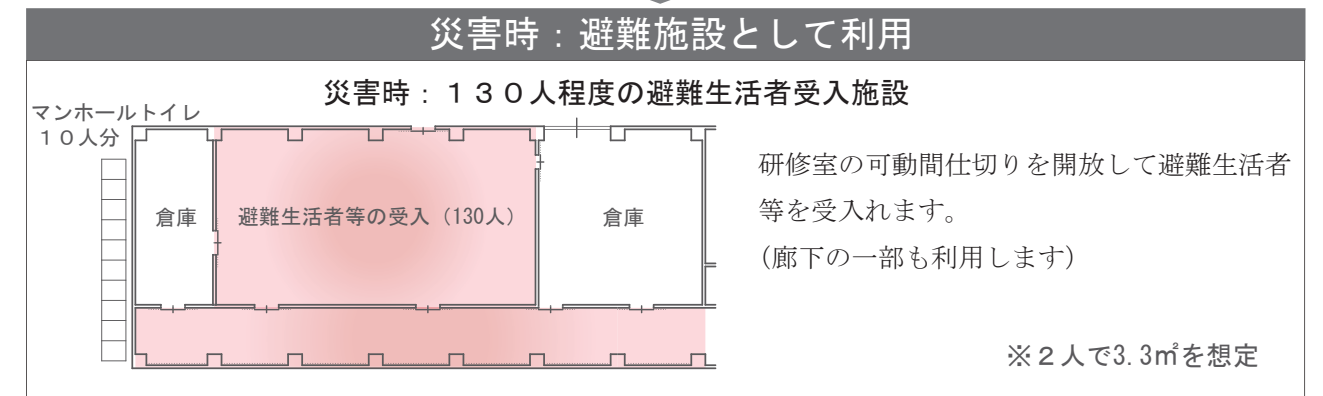 災害時：避難施設として利用
災害時：１３０人程度の避難生活者受入施設
マンホールトイレ
１０人分
倉庫
避難生活者等の受入（130人）
倉庫
研修室の可動間仕切りを開放して避難生活者
等を受入れます。
（廊下の一部も利用します）
※２人で3.3㎡を想定